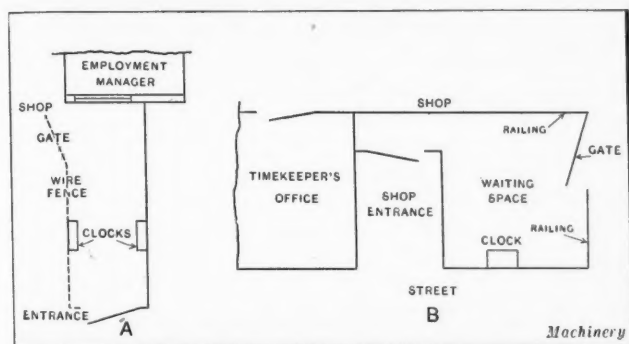 EMPLOYMENT
MANAGER
SHOP
GATE
WIRE
FENCE
CLOCKS
ENTRANCE
A
SHOP
RAILING
GATE
TIMEKEEPER'S
OFFICE
SHOP
ENTRANCE
WAITING
SPACE
CLOCK
RAILING
STREET
B
Machinery